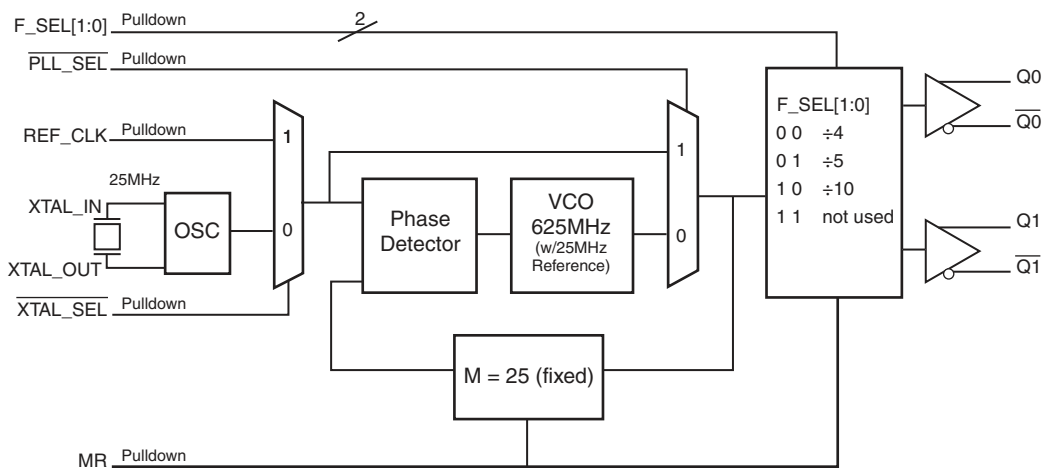 F_SEL[1:0] Pulldown 2
PLL_SEL Pulldown
REF_CLK Pulldown
1
25MHz
XTAL_IN
OSC
0
XTAL_OUT
XTAL_SEL Pulldown
Phase
Detector
VCO
625MHz
(w/25MHz
Reference)
1
0
M = 25 (fixed)
F_SEL[1:0]
0 0 ÷4
0 1 ÷5
1 0 ÷10
1 1 not used
Q0
Q0
Q1
Q1
MR Pulldown